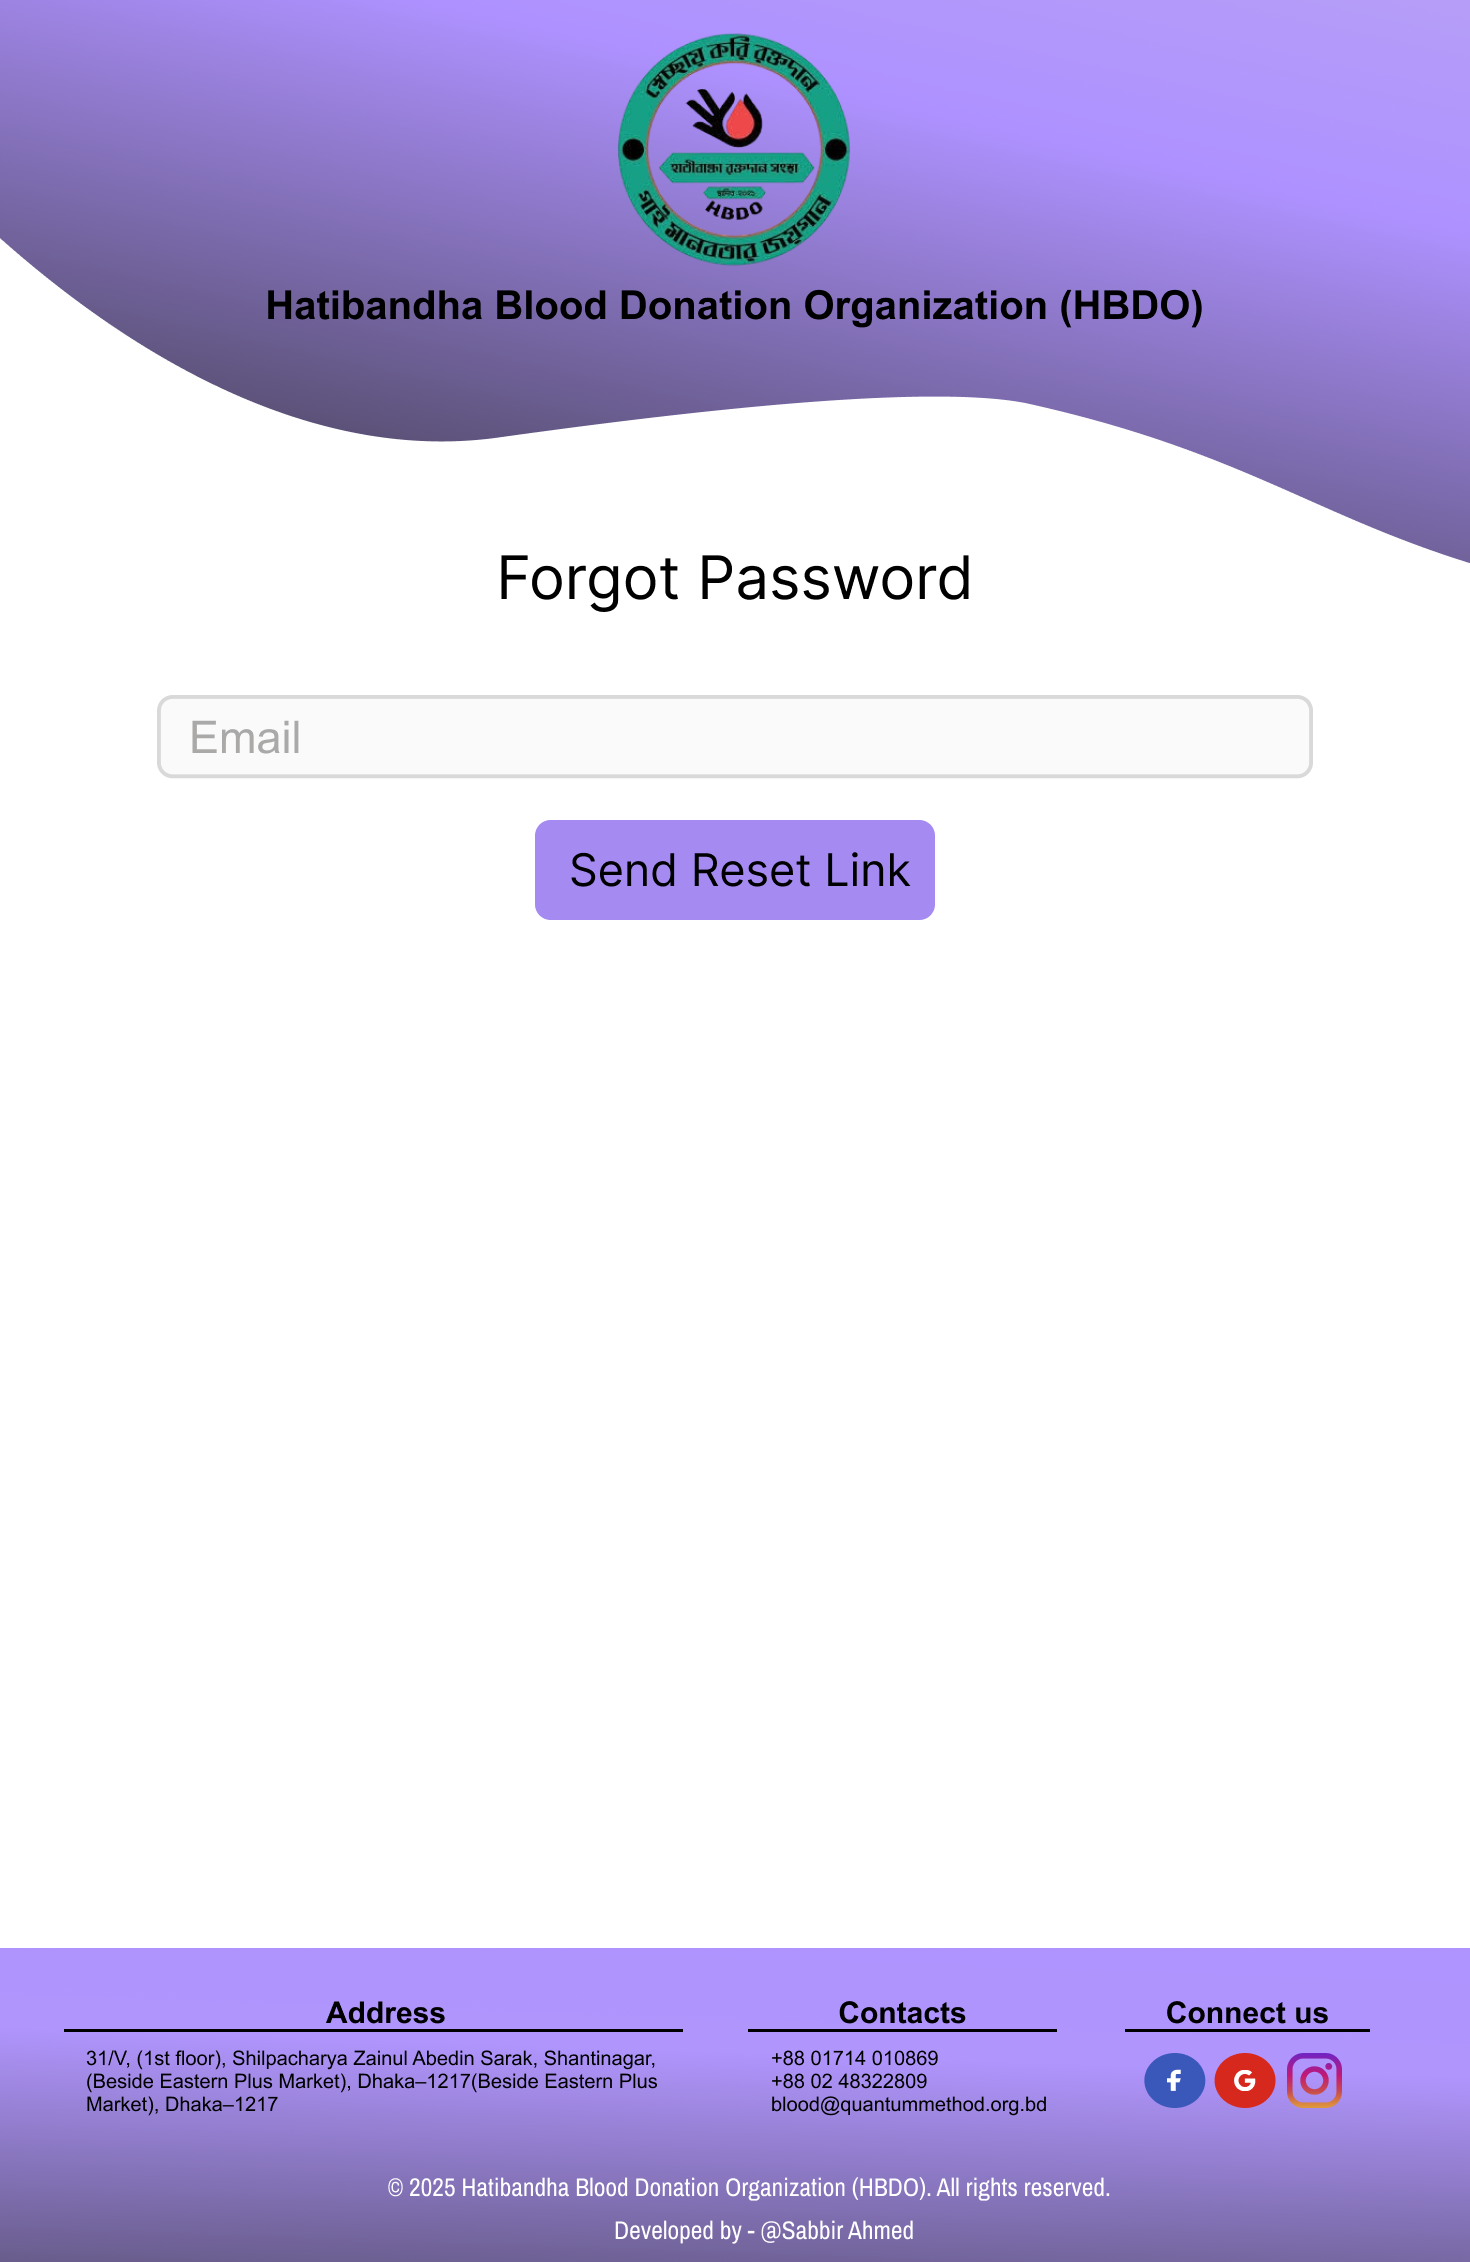 স্বেচ্ছায় করি রক্তদান
হাতীবান্ধা রক্তদান সংস্থা
HBDO
গাই মানবতার জয়গান
Hatibandha Blood Donation Organization (HBDO)
Forgot Password
Email
Send Reset Link
Address
31/V, (1st floor), Shilpacharya Zainul Abedin Sarak, Shantinagar,
(Beside Eastern Plus Market), Dhaka–1217(Beside Eastern Plus
Market), Dhaka–1217
Contacts
+88 01714 010869
+88 02 48322809
blood@quantummethod.org.bd
Connect us
© 2025 Hatibandha Blood Donation Organization (HBDO). All rights reserved.
Developed by - @Sabbir Ahmed